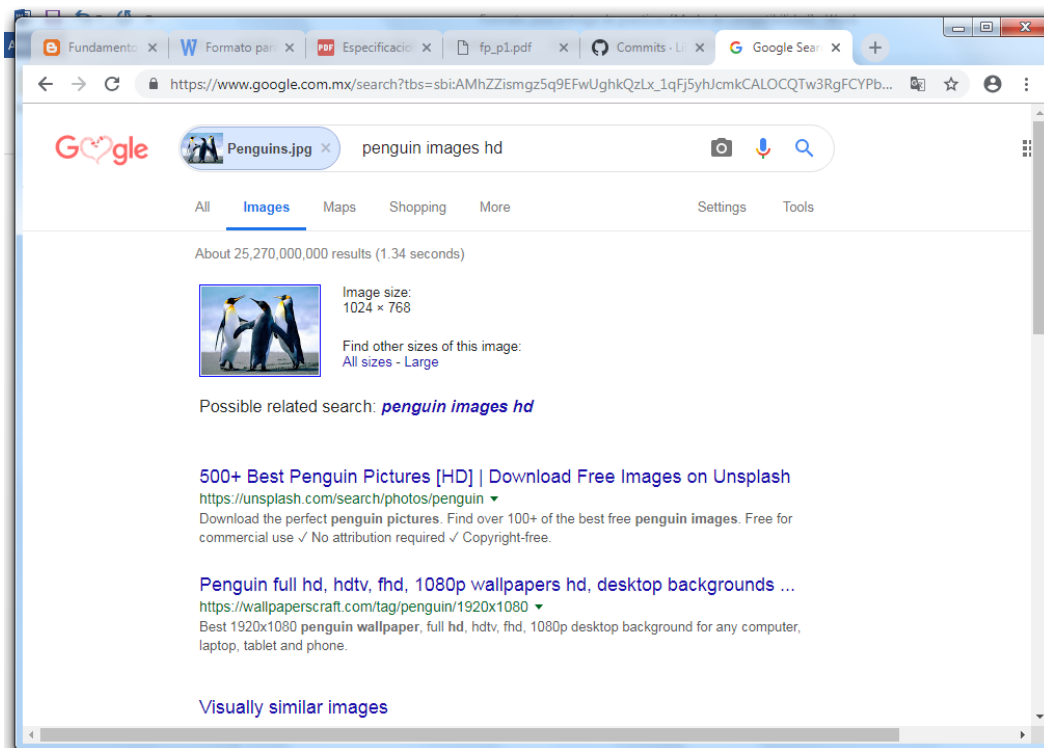 Fundamento
Formato par
Especificació
fp_p1.pdf
Commits · Li
Google Sear
https://www.google.com.mx/search?tbs=sbi:AMhZZismgz5q9EFwUghkQzLx_1qFj5yhJcmkCALOCQTw3RgFCYPb...
Google
Penguins.jpg
penguin images hd
All Images Maps Shopping More Settings Tools
About 25,270,000,000 results (1.34 seconds)
Image size:
1024 × 768
Find other sizes of this image:
All sizes - Large
Possible related search: penguin images hd
500+ Best Penguin Pictures [HD] | Download Free Images on Unsplash
https://unsplash.com/search/photos/penguin
Download the perfect penguin pictures. Find over 100+ of the best free penguin images. Free for
commercial use ✓ No attribution required ✓ Copyright-free.
Penguin full hd, hdtv, fhd, 1080p wallpapers hd, desktop backgrounds ...
https://wallpaperscraft.com/tag/penguin/1920x1080
Best 1920x1080 penguin wallpaper, full hd, hdtv, fhd, 1080p desktop background for any computer,
laptop, tablet and phone.
Visually similar images